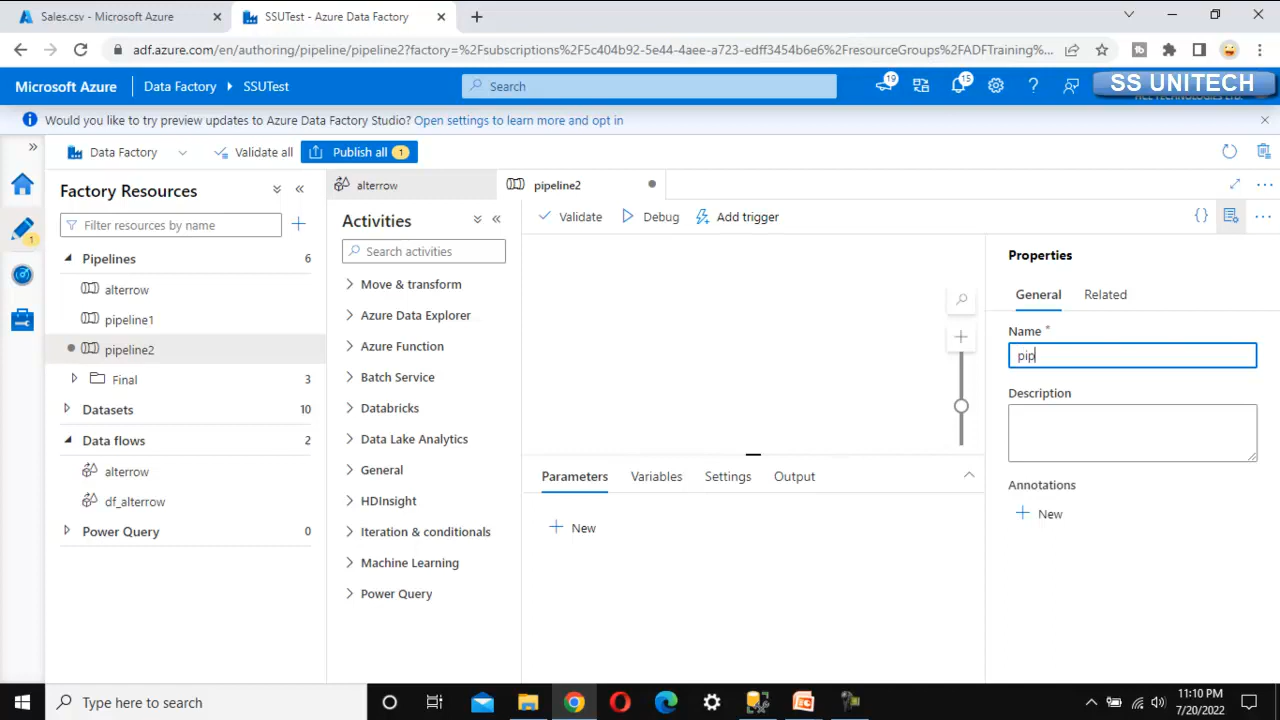 Sales.csv - Microsoft Azure
SSUTest - Azure Data Factory
adf.azure.com/en/authoring/pipeline/pipeline2?factory=%2Fsubscriptions%2F5c404b92-5e44-4aee-a723-edff3454b6e6%2FresourceGroups%2FADFTraining%...
Microsoft Azure
Data Factory
SSUTest
Search
19
15
SS UNITECH
Would you like to try preview updates to Azure Data Factory Studio? Open settings to learn more and opt in
Data Factory
Validate all
Publish all 1
Factory Resources
Filter resources by name
1
Pipelines 6
alterrow
pipeline1
pipeline2
Final 3
Datasets 10
Data flows 2
alterrow
df_alterrow
Power Query 0
alterrow
pipeline2
Activities
Search activities
Move & transform
Azure Data Explorer
Azure Function
Batch Service
Databricks
Data Lake Analytics
General
HDInsight
Iteration & conditionals
Machine Learning
Power Query
Validate
Debug
Add trigger
Parameters
Variables
Settings
Output
New
Properties
General
Related
Name *
pip
Description
Annotations
New
Type here to search
11:10 PM
7/20/2022